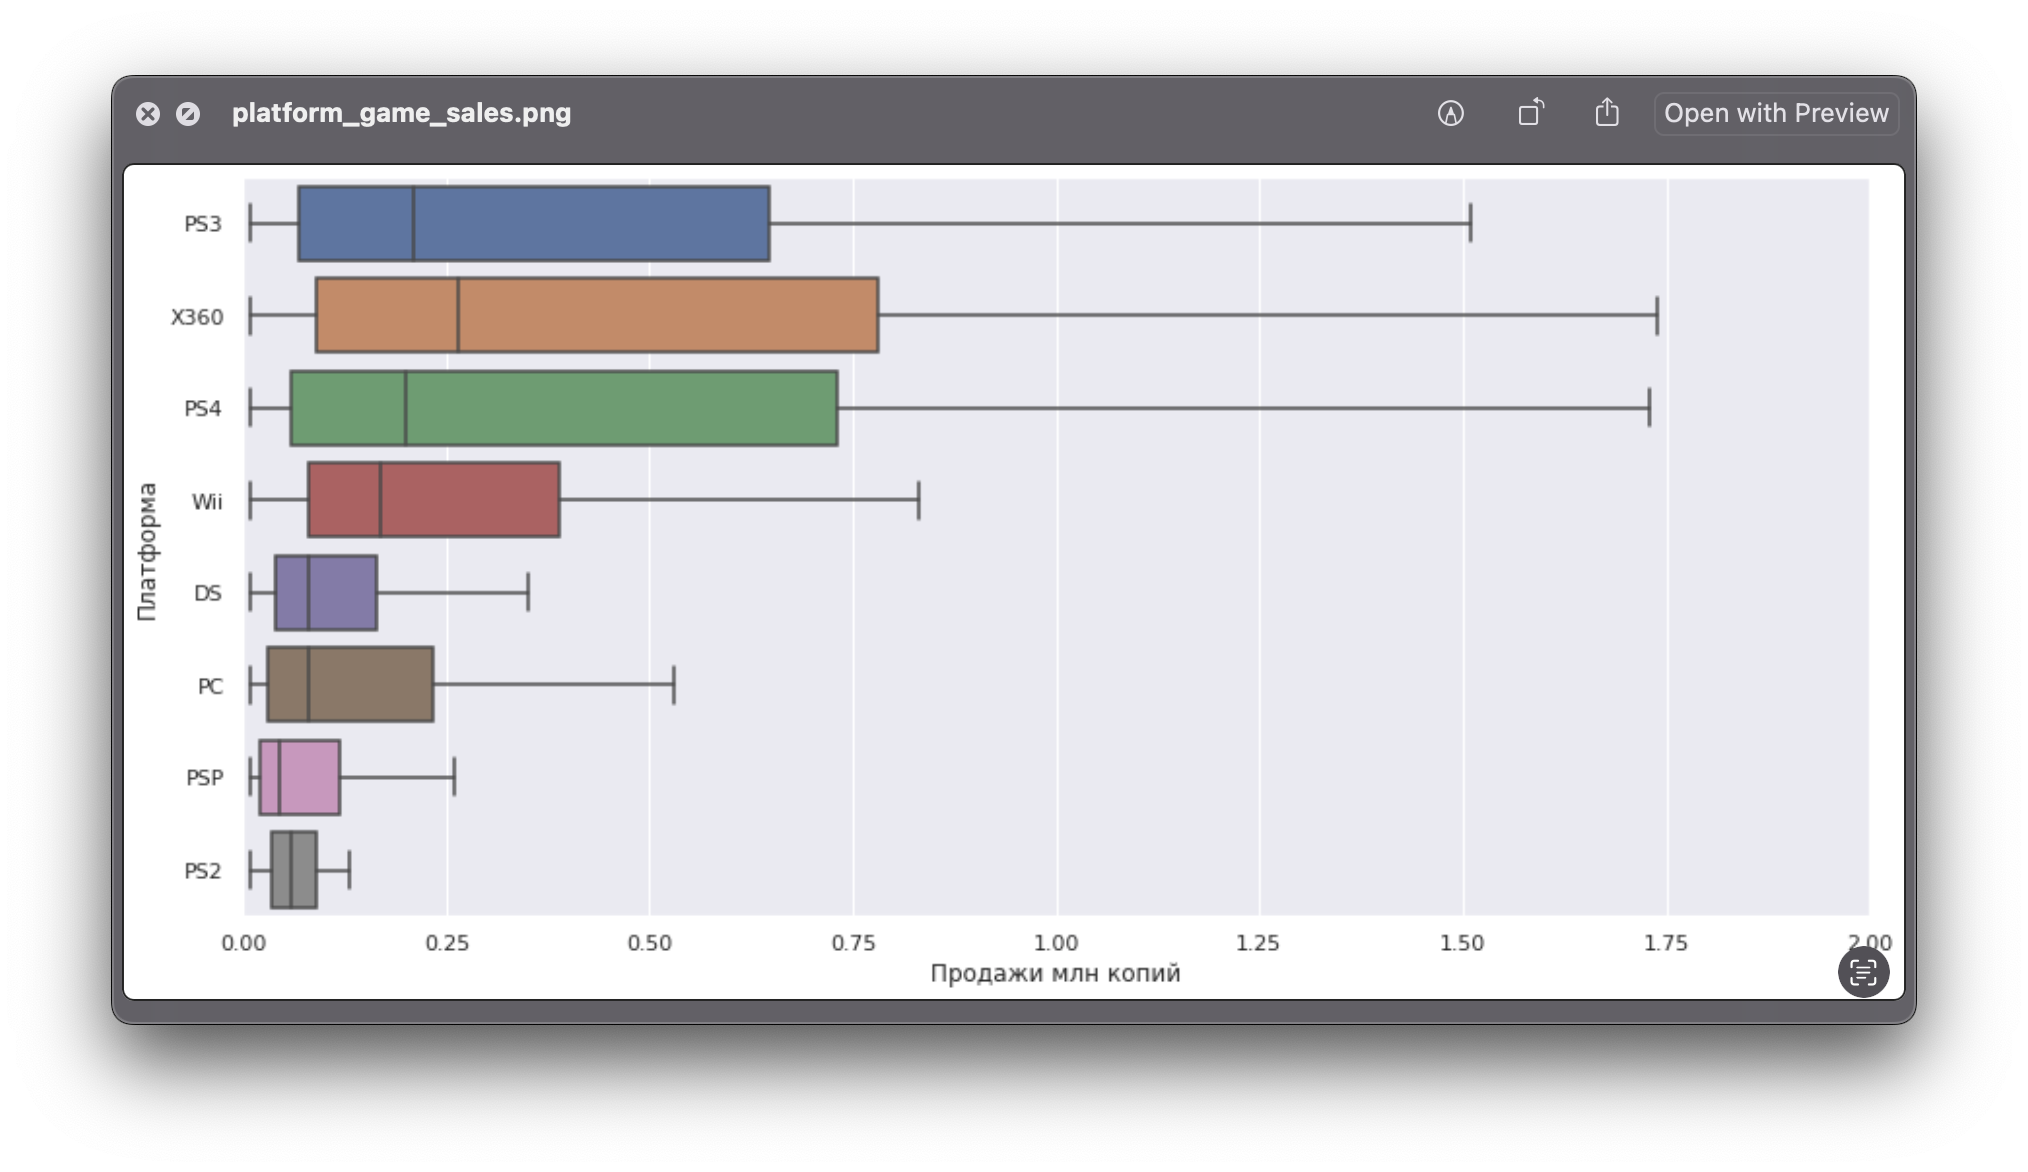 platform_game_sales.png
Open with Preview
PS3
X360
PS4
Wii
DS
PC
PSP
PS2
Платформа
0.00 0.25 0.50 0.75 1.00 1.25 1.50 1.75 2.00
Продажи млн копий